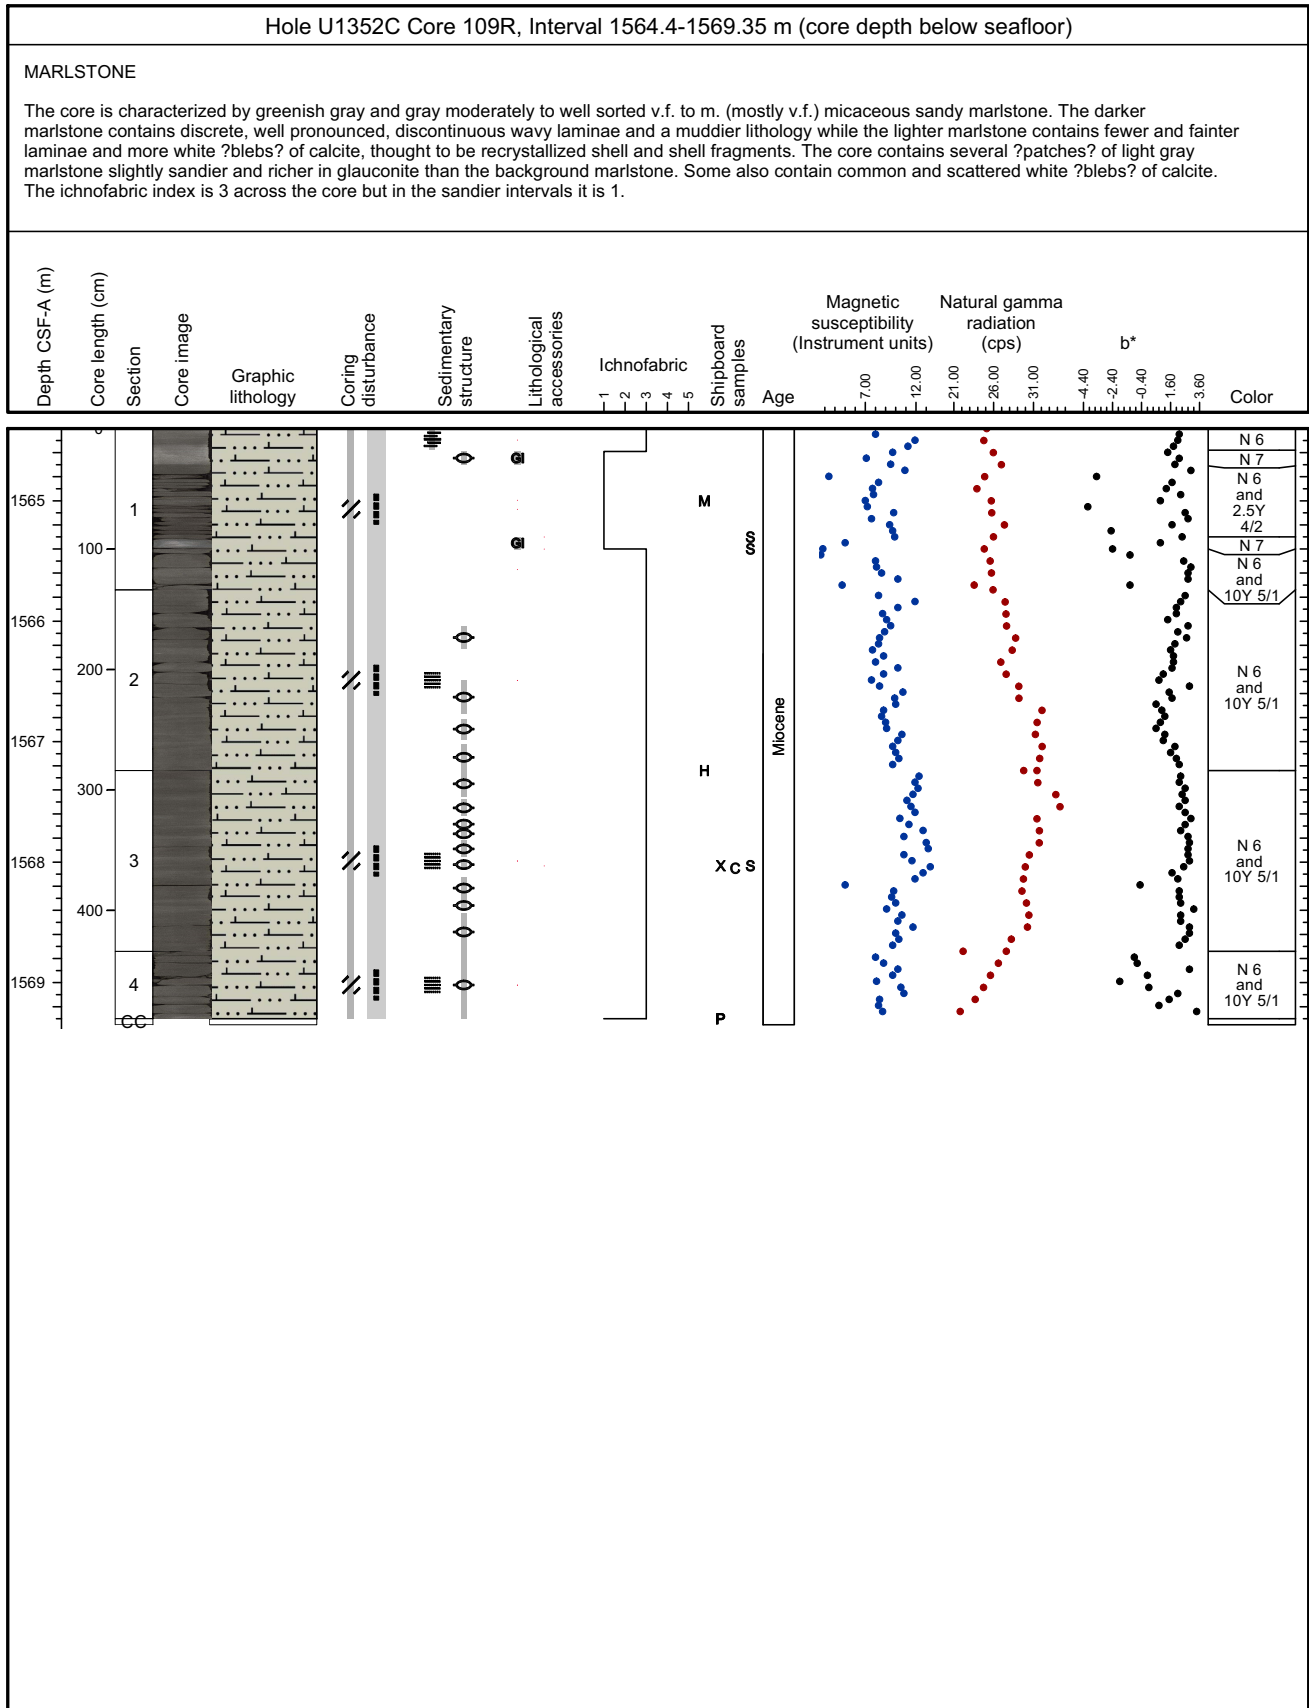 Hole U1352C Core 109R, Interval 1564.4-1569.35 m (core depth below seafloor)
MARLSTONE
The core is characterized by greenish gray and gray moderately to well sorted v.f. to m. (mostly v.f.) micaceous sandy marlstone. The darker
marlstone contains discrete, well pronounced, discontinuous wavy laminae and a muddier lithology while the lighter marlstone contains fewer and fainter
laminae and more white ?blebs? of calcite, thought to be recrystallized shell and shell fragments. The core contains several ?patches? of light gray
marlstone slightly sandier and richer in glauconite than the background marlstone. Some also contain common and scattered white ?blebs? of calcite.
The ichnofabric index is 3 across the core but in the sandier intervals it is 1.
Depth CSF-A (m)
Core length (cm)
Section
Core image
Graphic
lithology
Coring
disturbance
Sedimentary
structure
Lithological
accessories
Ichnofabric
1 2 3 4 5
Shipboard
samples
Age
Magnetic
susceptibility
(Instrument units)
7.00 12.00
Natural gamma
radiation
(cps)
21.00 26.00 31.00
b*
-4.40 -2.40 -0.40 1.60 3.60
Color
1565
1566
1567
1568
1569
0
100
200
300
400
1
2
3
4
CC
Gl
Gl
M
S
S
H
X C S
P
Miocene
N 6
N 7
N 6
and
2.5Y
4/2
N 7
N 6
and
10Y 5/1
N 6
and
10Y 5/1
N 6
and
10Y 5/1
N 6
and
10Y 5/1